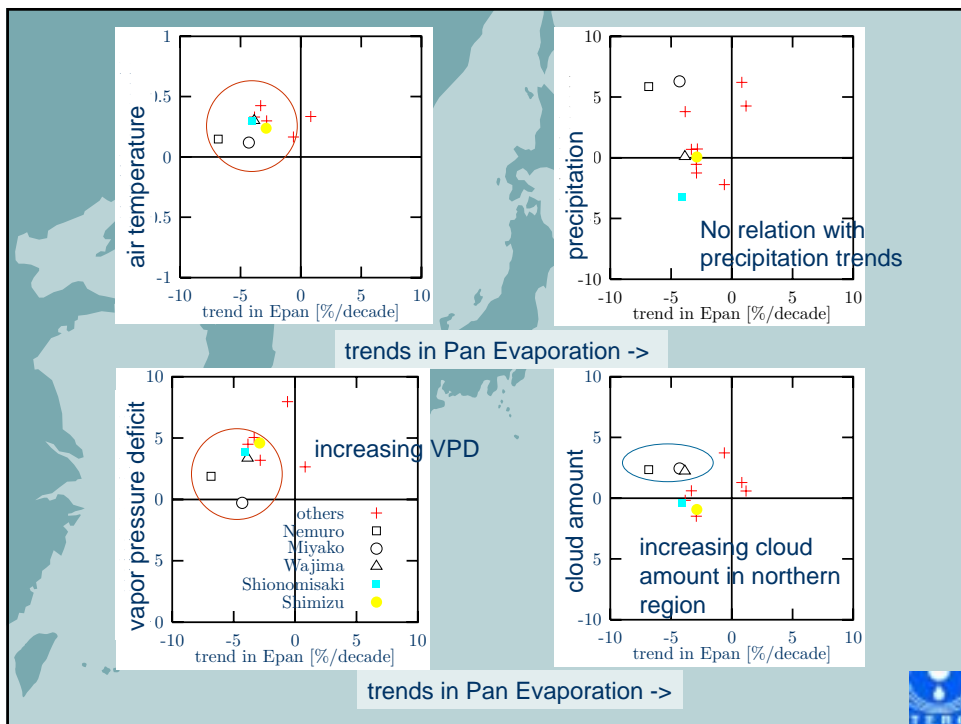 1
0.5
0
-1
-10 -5 0 5 10
air temperature
trend in Epan [%/decade]
10
5
0
5
-10
-10 -5 0 5 10
precipitation
No relation with
precipitation trends
trend in Epan [%/decade]
trends in Pan Evaporation ->
10
5
0
5
10
-10 -5 0 5 10
vapor pressure deficit
increasing VPD
others
Nemuro
Miyako
Wajima
Shionomisaki
Shimizu
trend in Epan [%/decade]
10
5
0
-5
-10
-10 -5 0 5 10
cloud amount
increasing cloud
amount in northern
region
trend in Epan [%/decade]
trends in Pan Evaporation ->